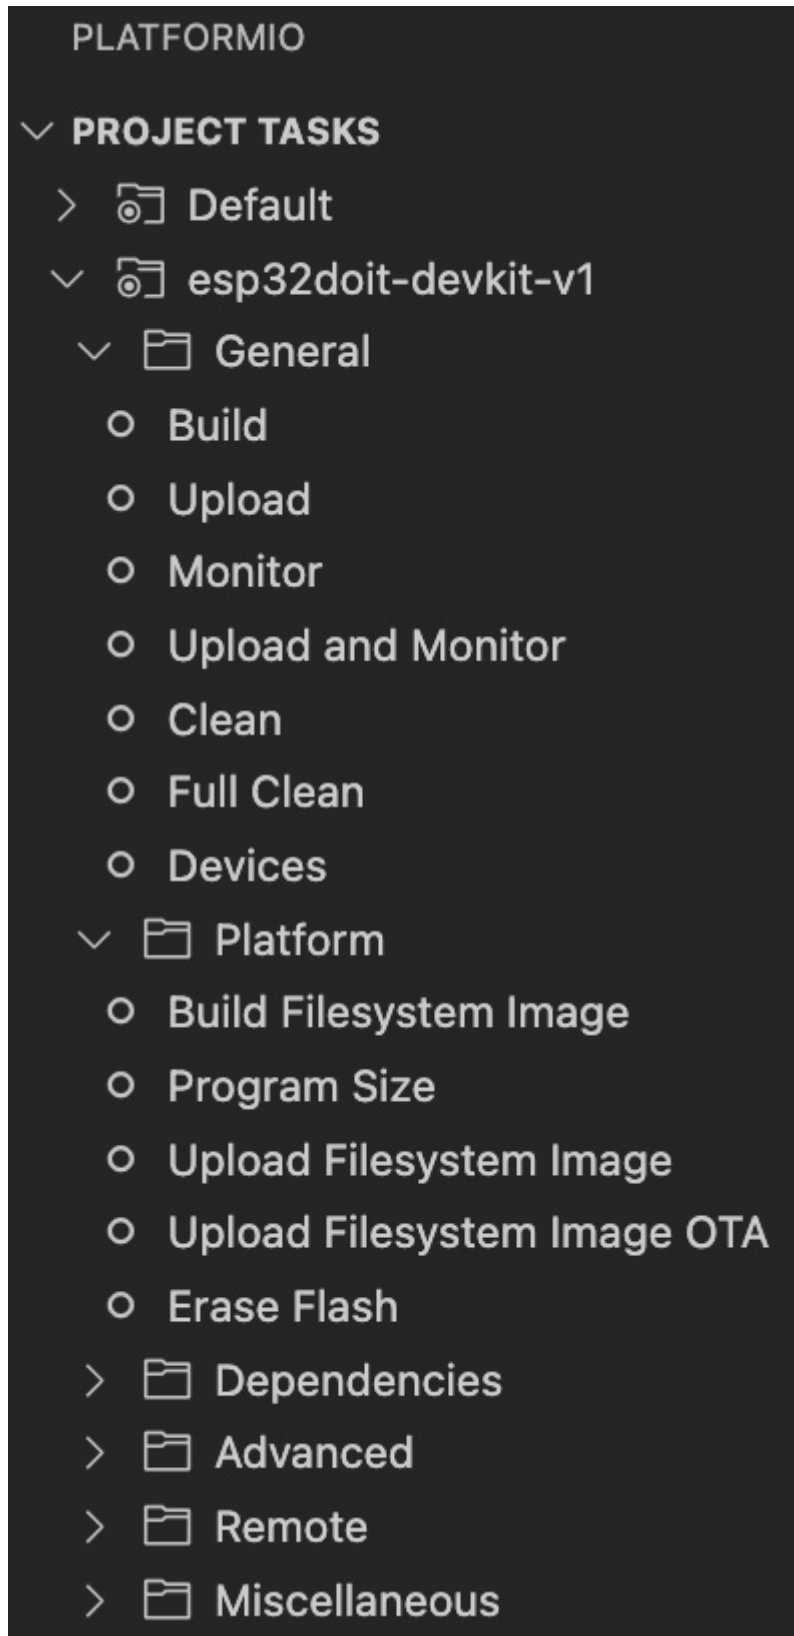 PLATFORMIO
PROJECT TASKS
Default
esp32doit-devkit-v1
General
Build
Upload
Monitor
Upload and Monitor
Clean
Full Clean
Devices
Platform
Build Filesystem Image
Program Size
Upload Filesystem Image
Upload Filesystem Image OTA
Erase Flash
Dependencies
Advanced
Remote
Miscellaneous